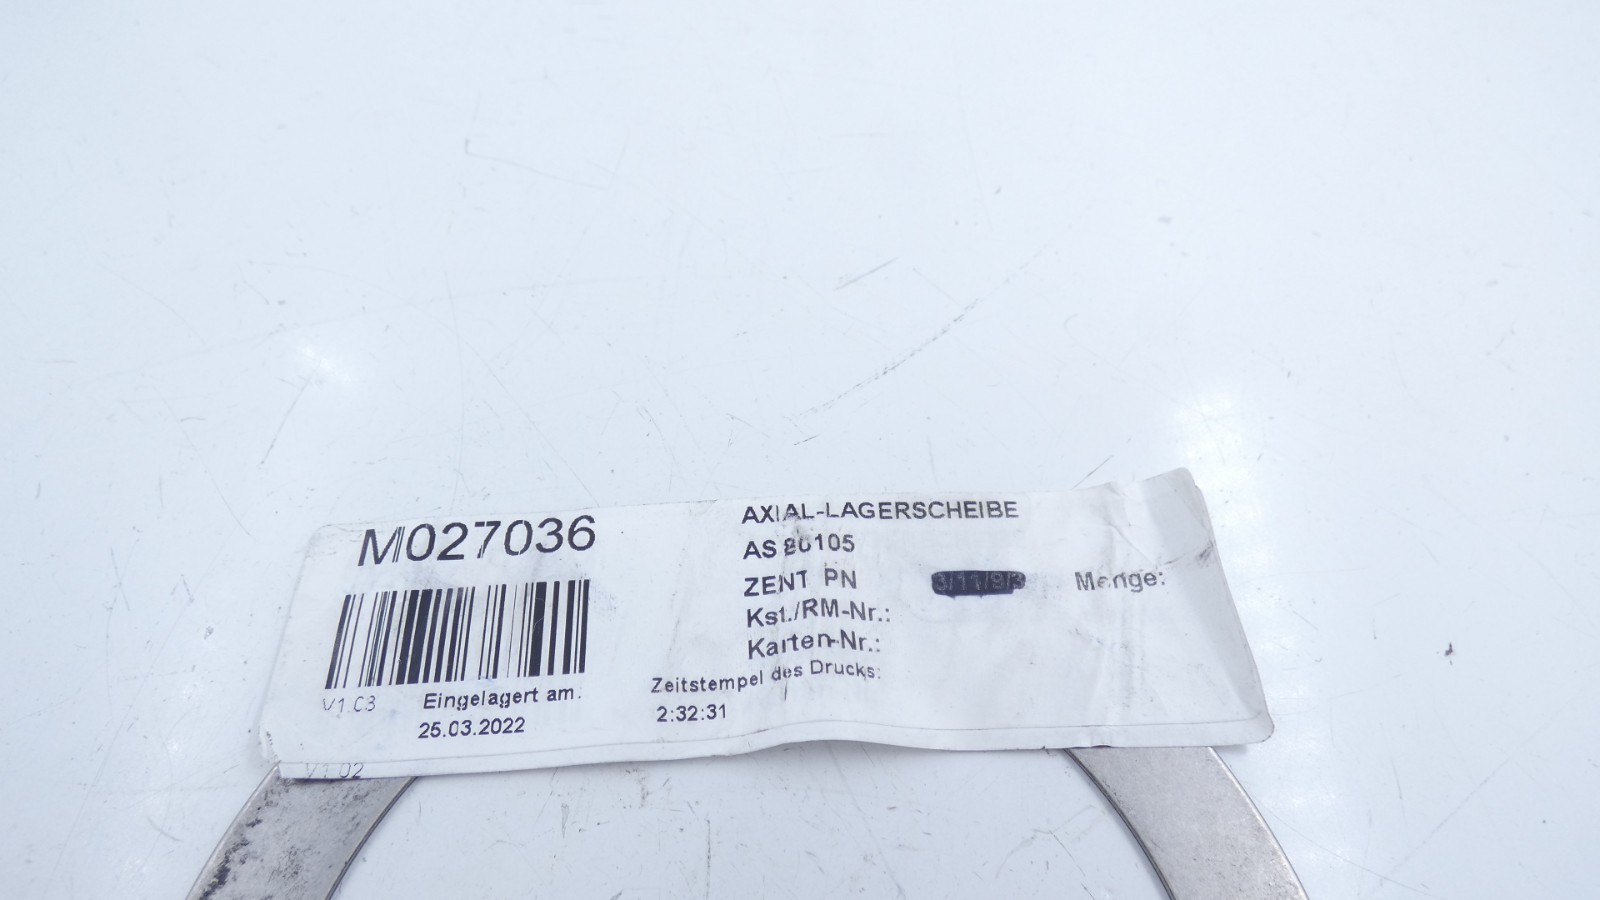 M027036
V1.03
Eingelagert am:
25.03.2022
AXIAL-LAGERSCHEIBE
AS 80105
ZENT PN Menge:
Kst./RM-Nr.:
Karten-Nr.:
Zeitstempel des Drucks:
2:32:31
V1.02